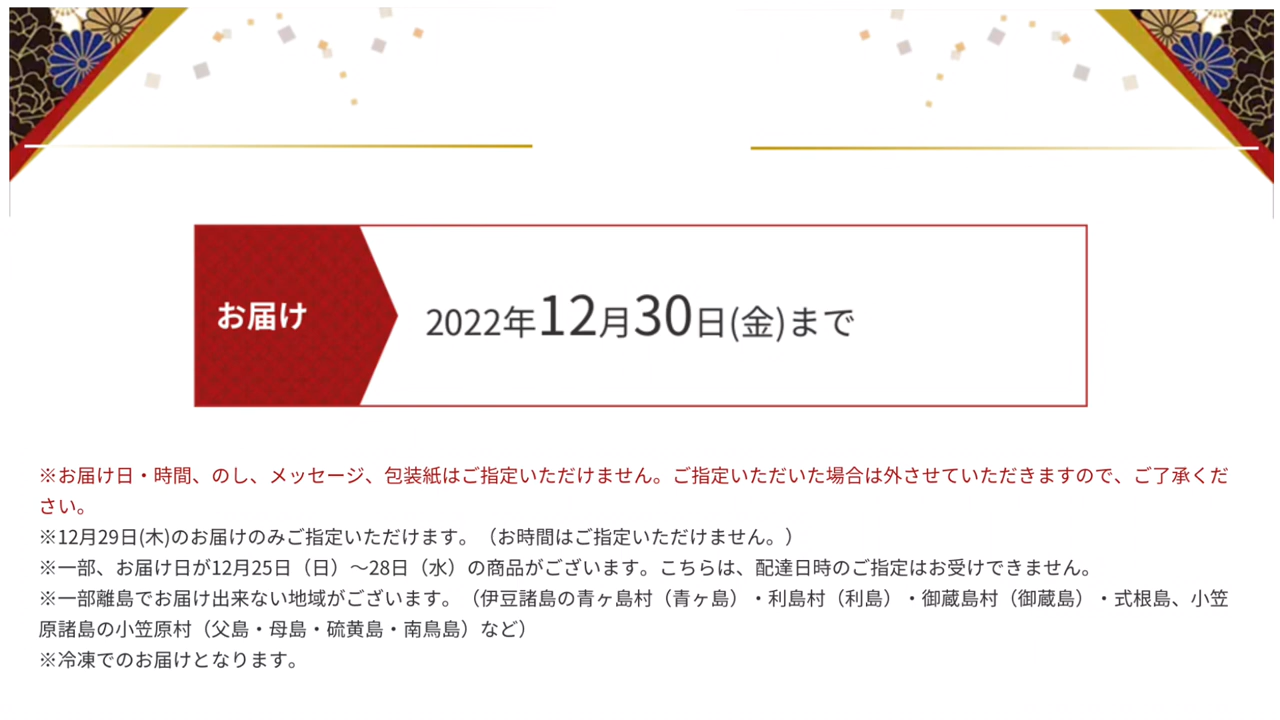 お届け
2022年12月30日(金)まで
※お届け日・時間、のし、メッセージ、包装紙はご指定いただけません。ご指定いただいた場合は外させていただきますので、ご了承くだ
さい。
※12月29日(木)のお届けのみご指定いただけます。（お時間はご指定いただけません。）
※一部、お届け日が12月25日（日）～28日（水）の商品がございます。こちらは、配達日時のご指定はお受けできません。
※一部離島でお届け出来ない地域がございます。（伊豆諸島の青ヶ島村（青ヶ島）・利島村（利島）・御蔵島村（御蔵島）・式根島、小笠
原諸島の小笠原村（父島・母島・硫黄島・南鳥島）など）
※冷凍でのお届けとなります。